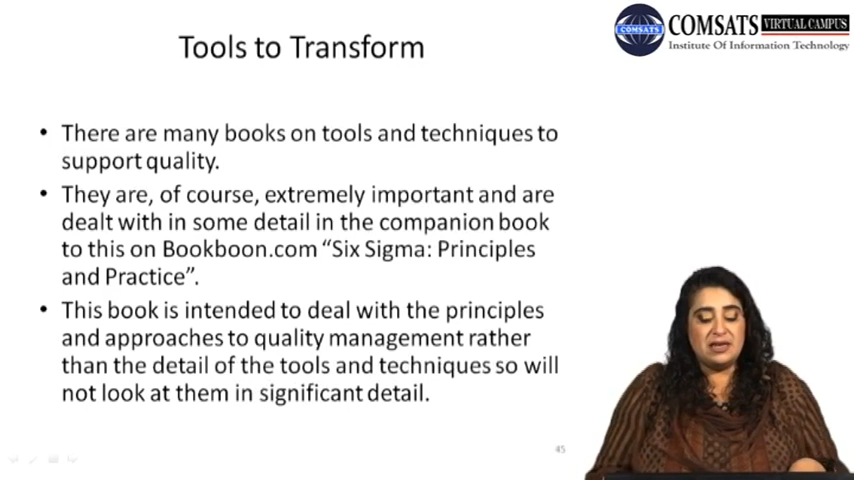 Tools to Transform
COMSATS
COMSATS VIRTUAL CAMPUS
Institute Of Information Technology
• There are many books on tools and techniques to
support quality.
• They are, of course, extremely important and are
dealt with in some detail in the companion book
to this on Bookboon.com “Six Sigma: Principles
and Practice”.
• This book is intended to deal with the principles
and approaches to quality management rather
than the detail of the tools and techniques so will
not look at them in significant detail.
45